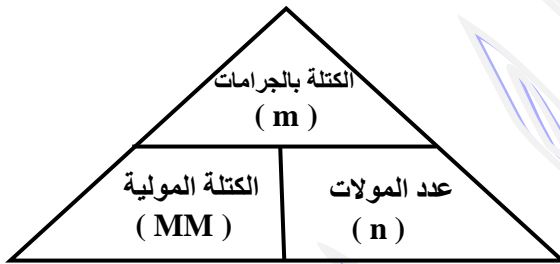 الكتلة بالجرامات
( m )
عدد المولات
( n )
الكتلة المولية
( MM )